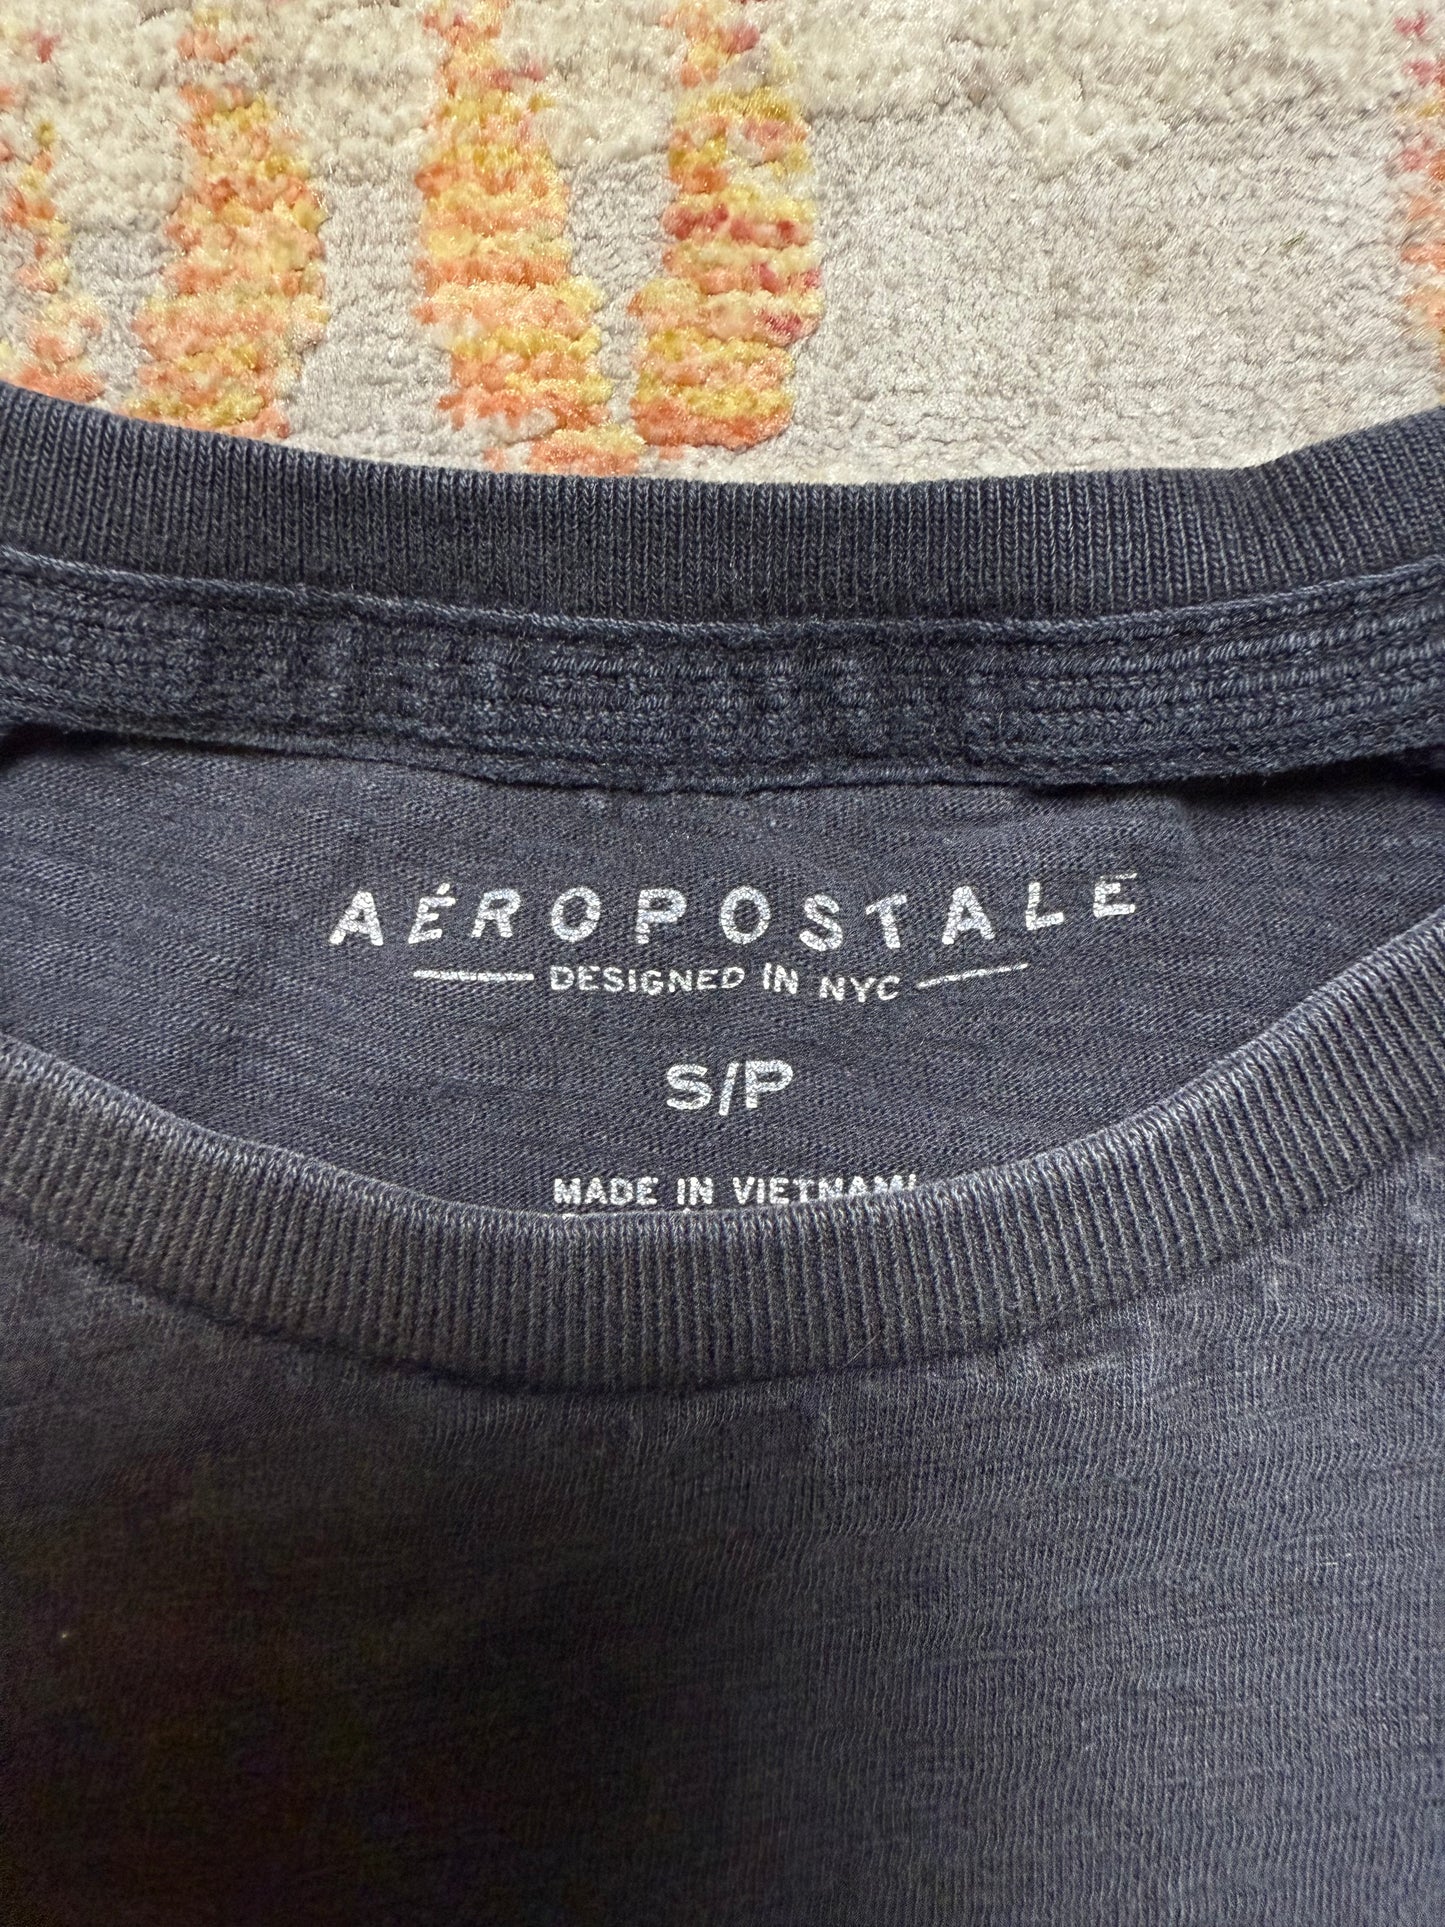 AÉROPOSTALE
DESIGNED IN NYC
S/P
MADE IN VIETNAM